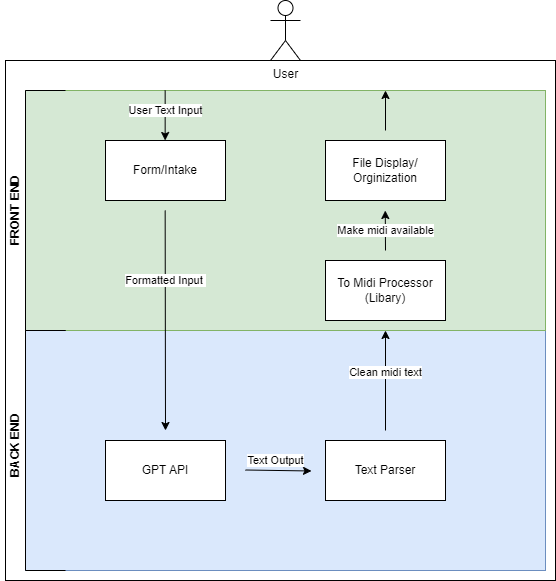 User
User Text Input
Form/Intake
File Display/
Orginization
FRONT END
Make midi available
Formatted Input
To Midi Processor
(Libary)
Clean midi text
BACK END
GPT API
Text Output
Text Parser